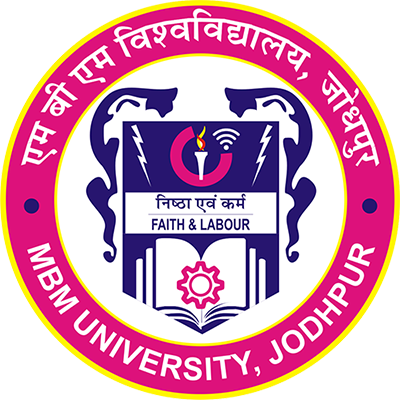 एम बी एम विश्वविद्यालय, जोधपुर
निष्ठा एवं कर्म
FAITH & LABOUR
MBM UNIVERSITY, JODHPUR